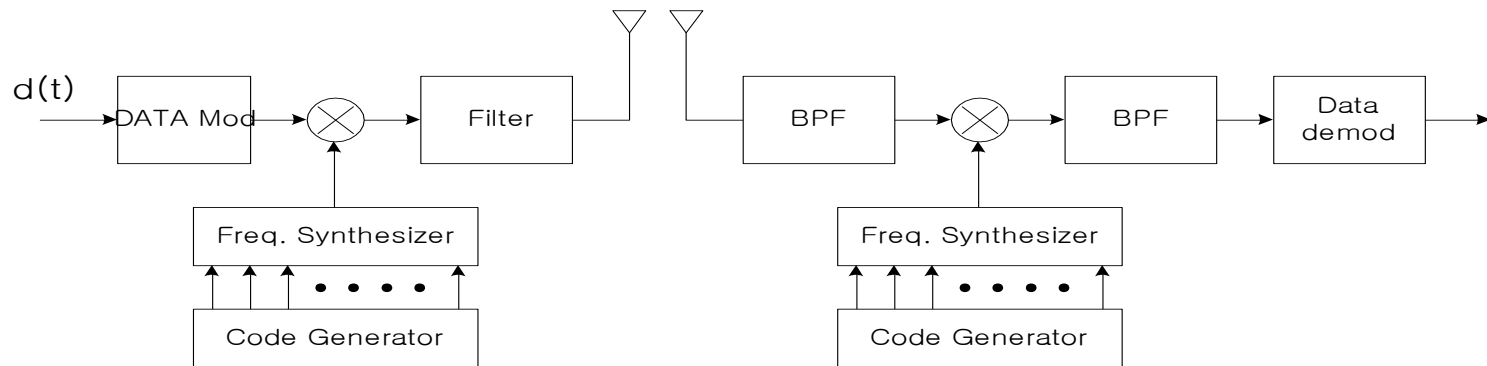 d(t)
DATA Mod
Filter
BPF
BPF
Data
demod
Freq. Synthesizer
Freq. Synthesizer
Code Generator
Code Generator